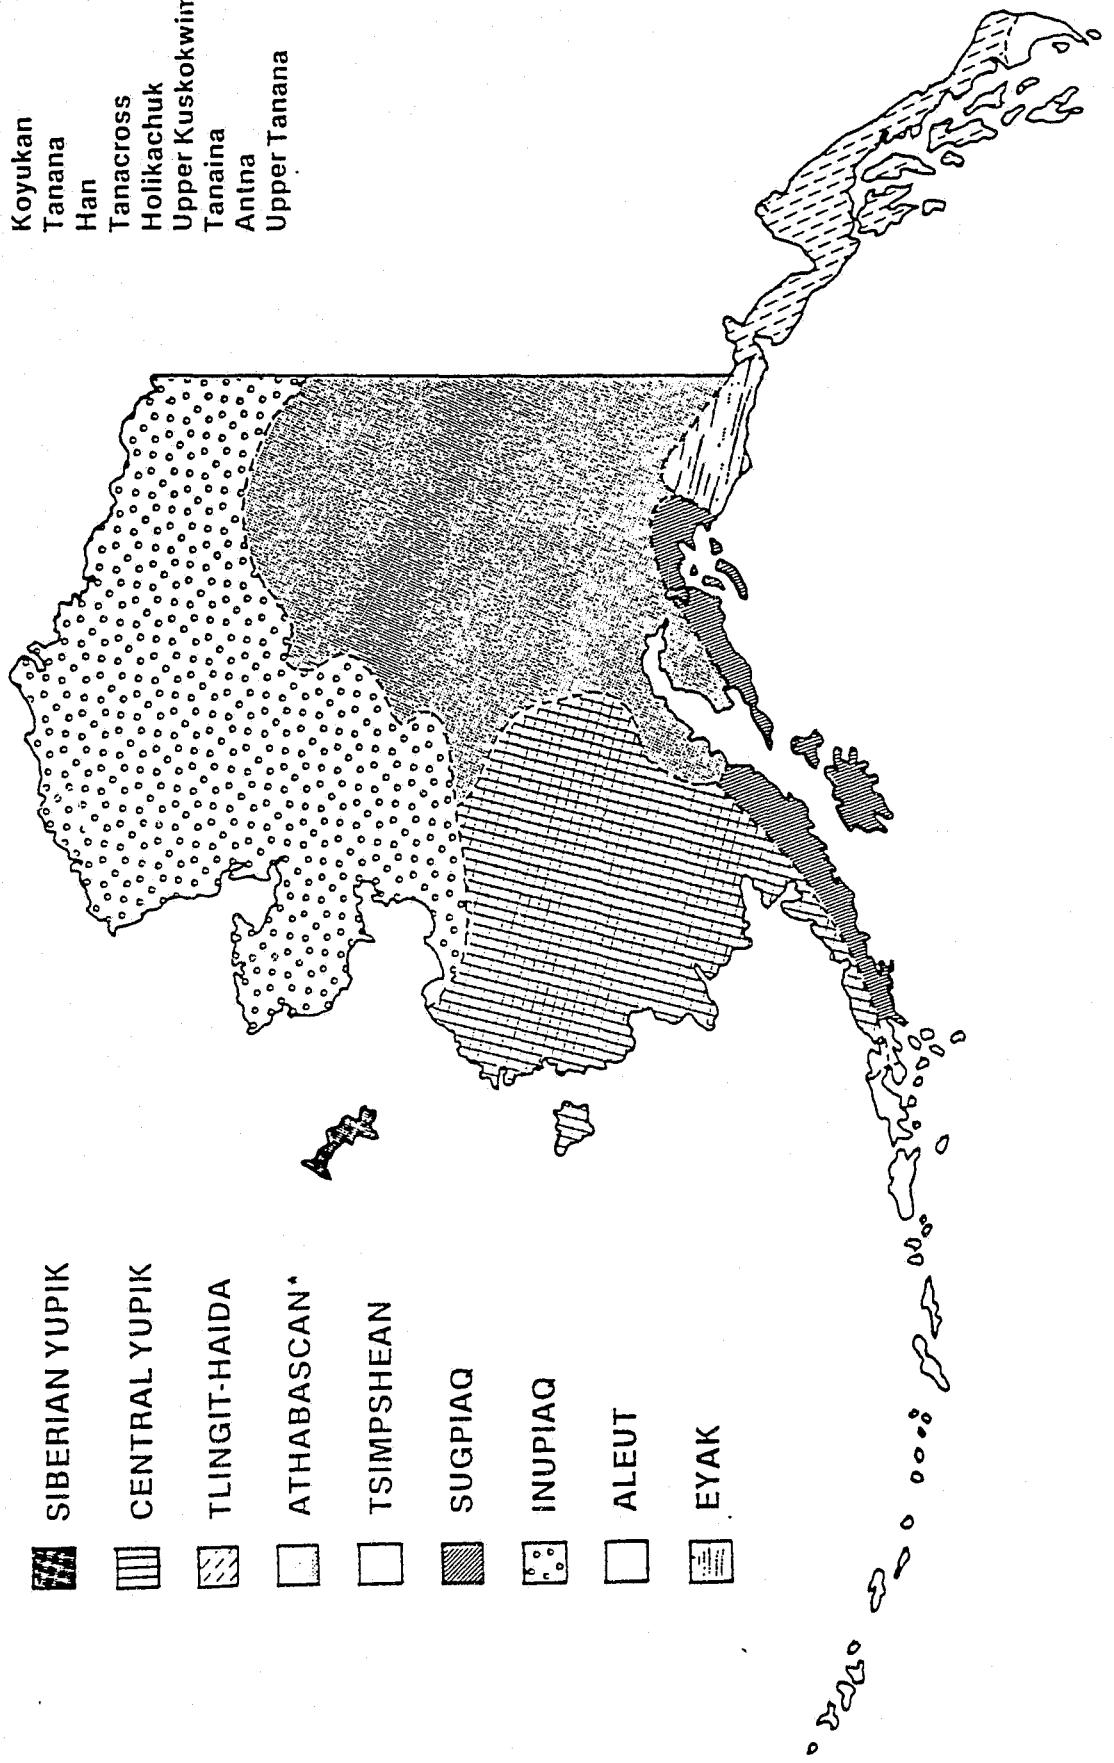 Koyukan
Tanana
Han
Tanacross
Holikachuk
Upper Kuskokwim
Tanaina
Antna
Upper Tanana
SIBERIAN YUPIK
CENTRAL YUPIK
TLINGIT-HAIDA
ATHABASCAN*
TSIMPSHEAN
SUGPIAQ
INUPIAQ
ALEUT
EYAK